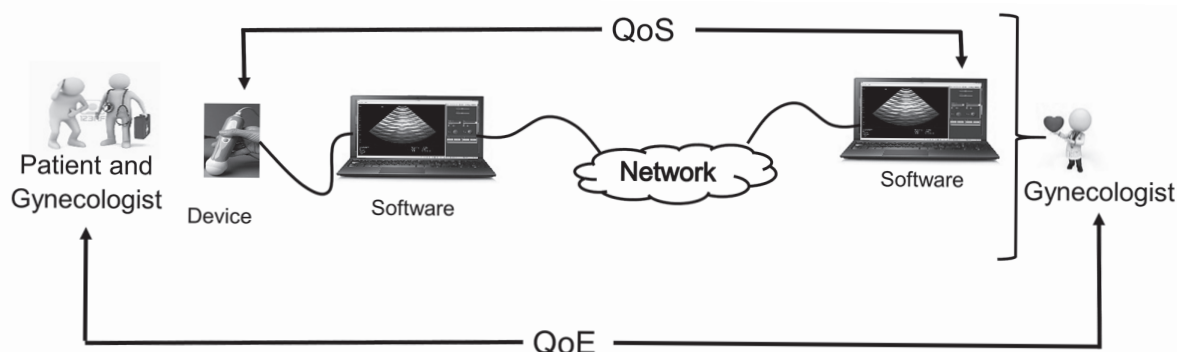 QoS
Patient and
Gynecologist
Device
Software
Network
Software
Gynecologist
QoE